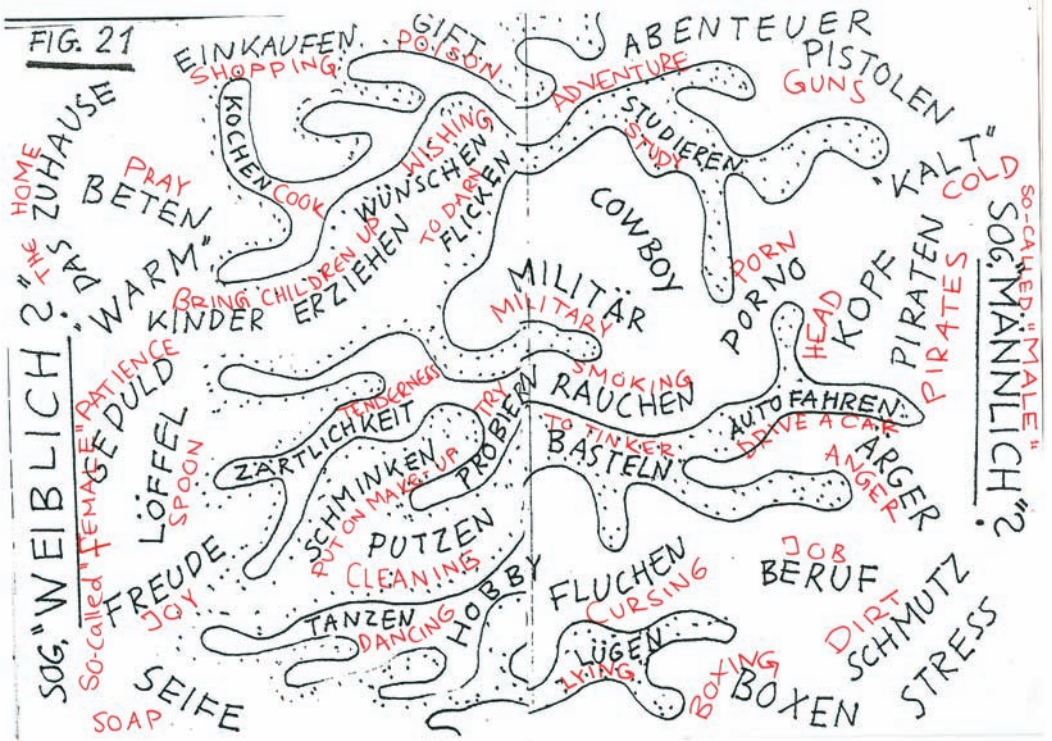 FIG. 21
EINKAUFEN
SHOPPING
GIFT
POISON
ABENTEUER
ADVENTURE
PISTOLEN
GUNS
"DAS ZUHAUSE
THE HOME
BETEN
PRAY
KOCHEN
COOK
WISHING
WÜNSCHEN
TO DARN
FLICKEN
STUDIEREN
STUDY
"KALT"
COLD
"WARM"
BRING CHILDREN UP
KINDER ERZIEHEN
COWBOY
MILITÄR
MILITARY
PORN
PORNO
HEAD
KOPF
PIRATEN
PIRATES
SOG. "WEIBLICH"?
SO-CALLED "FEMALE"
SOG. "MÄNNLICH"?
SO-CALLED "MALE"
PATIENCE
GEDULD
LÖFFEL
SPOON
TENDERNESS
ZÄRTLICHKEIT
TRY
PROBEN
SMOKING
RAUCHEN
TO TINKER
BASTELN
AUTOFAHREN
DRIVE A CAR
ÄRGER
ANGER
SCHMINKEN
PUT ON MAKE-UP
PUTZEN
CLEANING
FREUDE
JOY
TANZEN
DANCING
HOBBY
FLUCHEN
CURSING
JOB
BERUF
LÜGEN
LYING
DIRT
SCHMUTZ
STRESS
SEIFE
SOAP
BOXING
BOXEN